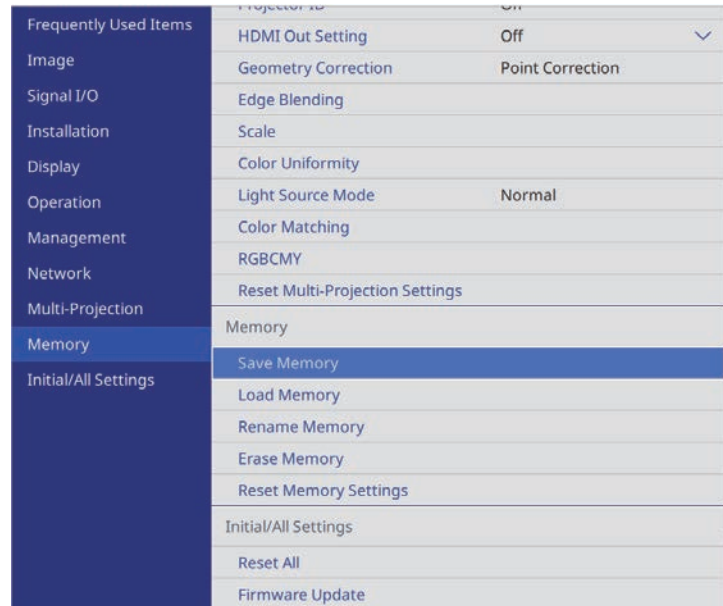 Frequently Used Items
Image
Signal I/O
Installation
Display
Operation
Management
Network
Multi-Projection
Memory
Initial/All Settings
Projector ID Off
HDMI Out Setting Off
Geometry Correction Point Correction
Edge Blending
Scale
Color Uniformity
Light Source Mode Normal
Color Matching
RGBCMY
Reset Multi-Projection Settings
Memory
Save Memory
Load Memory
Rename Memory
Erase Memory
Reset Memory Settings
Initial/All Settings
Reset All
Firmware Update